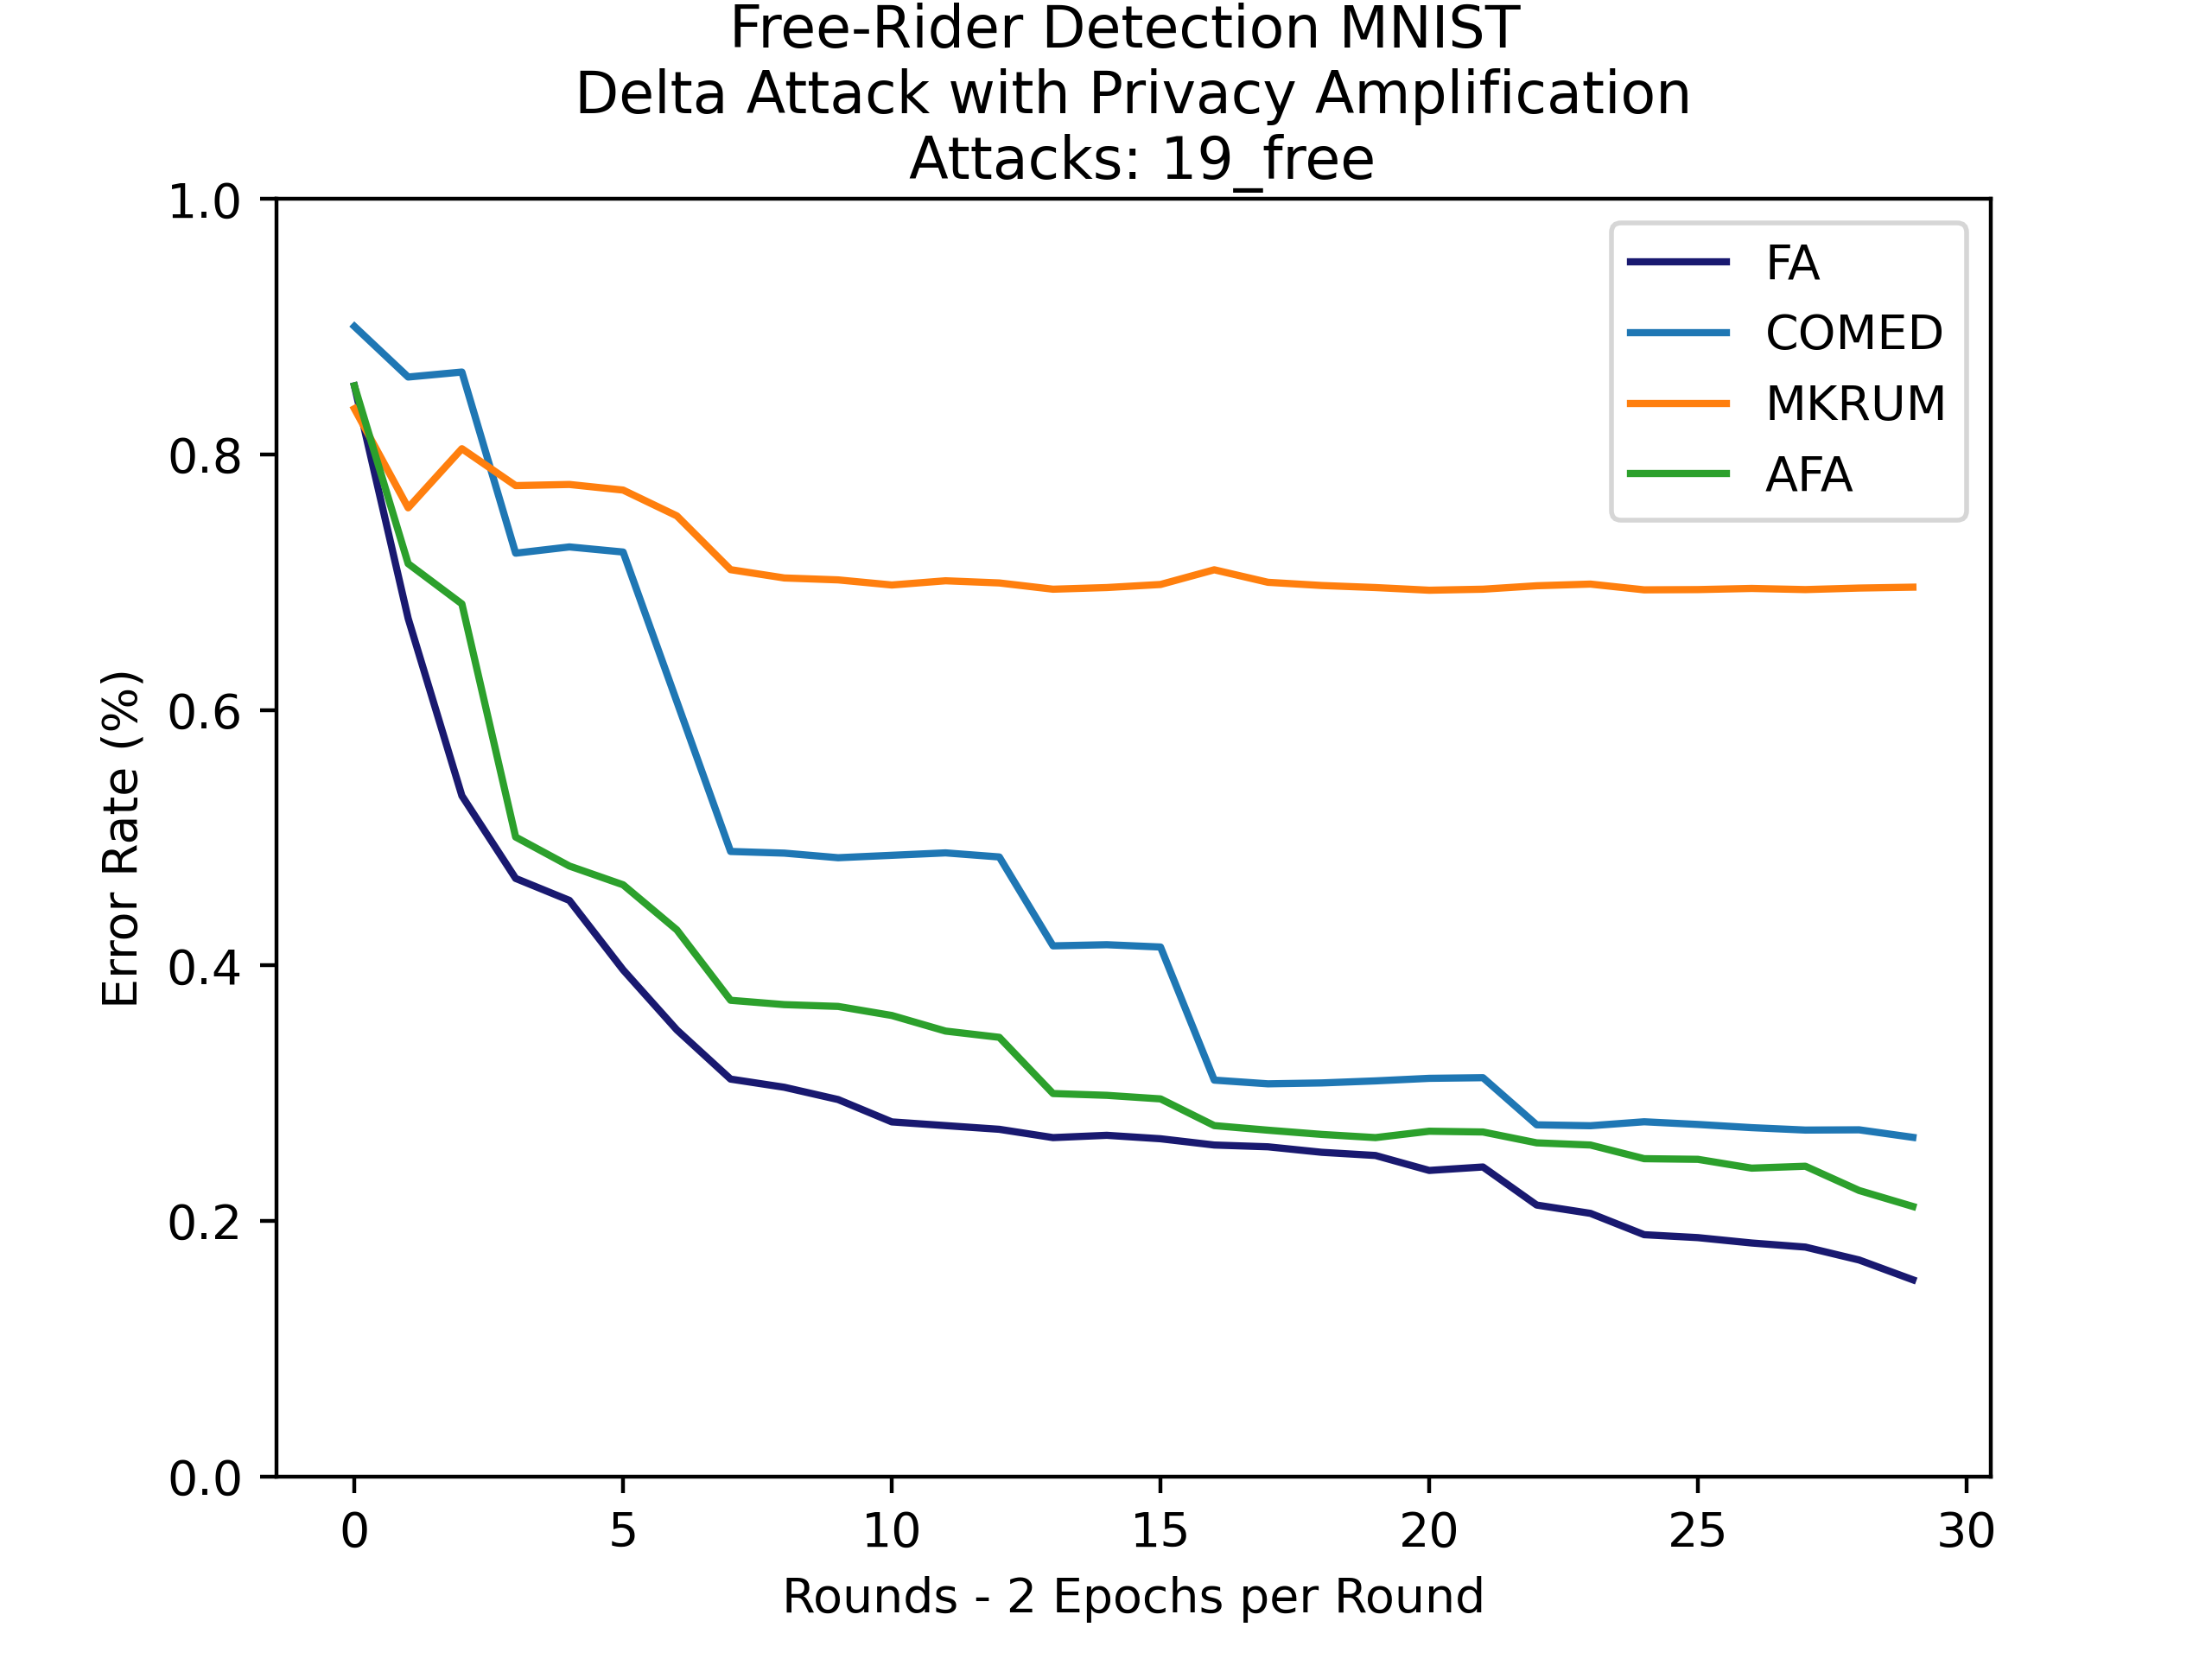 Free-Rider Detection MNIST
Delta Attack with Privacy Amplification
Attacks: 19_free
1.0
0.8
0.6
0.4
0.2
0.0
Error Rate (%)
FA
COMED
MKRUM
AFA
0 5 10 15 20 25 30
Rounds - 2 Epochs per Round